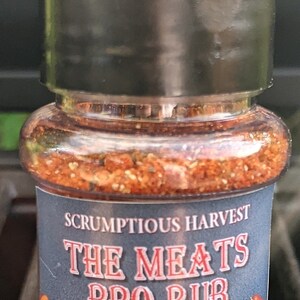 SCRUMPTIOUS HARVEST
THE MEATS
BBQ RUB